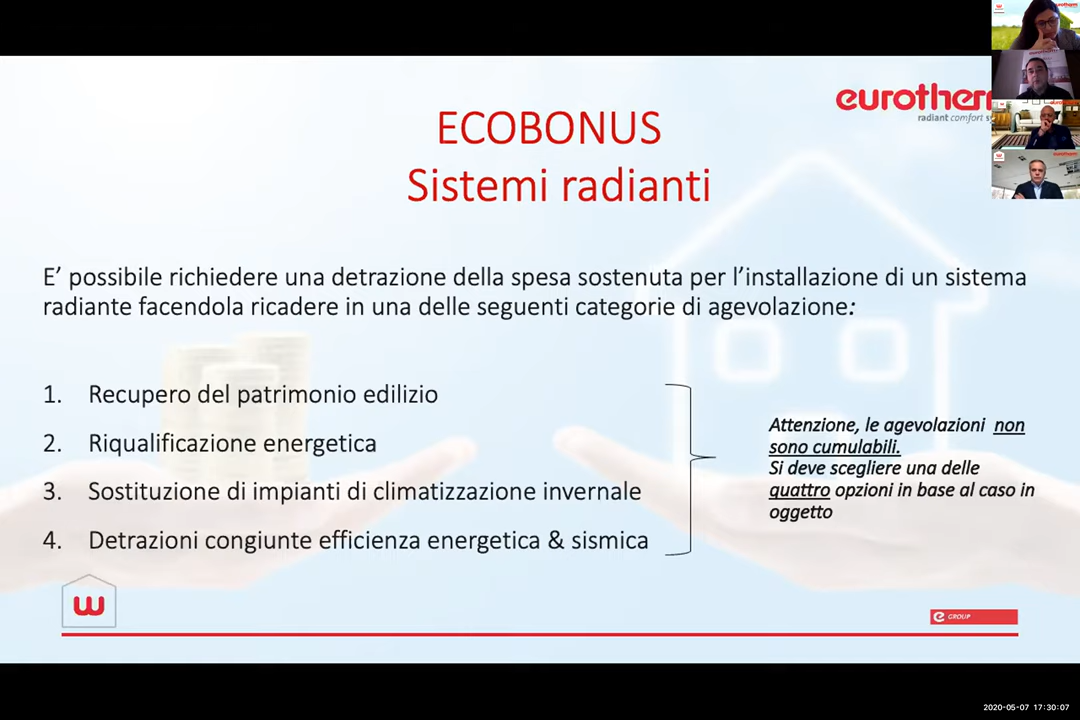 eurotherm
radiant comfort
ECOBONUS
Sistemi radianti
E’ possibile richiedere una detrazione della spesa sostenuta per l’installazione di un sistema
radiante facendola ricadere in una delle seguenti categorie di agevolazione:
1. Recupero del patrimonio edilizio
2. Riqualificazione energetica
3. Sostituzione di impianti di climatizzazione invernale
4. Detrazioni congiunte efficienza energetica & sismica
Attenzione, le agevolazioni non
sono cumulabili.
Si deve scegliere una delle
quattro opzioni in base al caso in
oggetto
w
e GROUP
2020-05-07 17:30:07